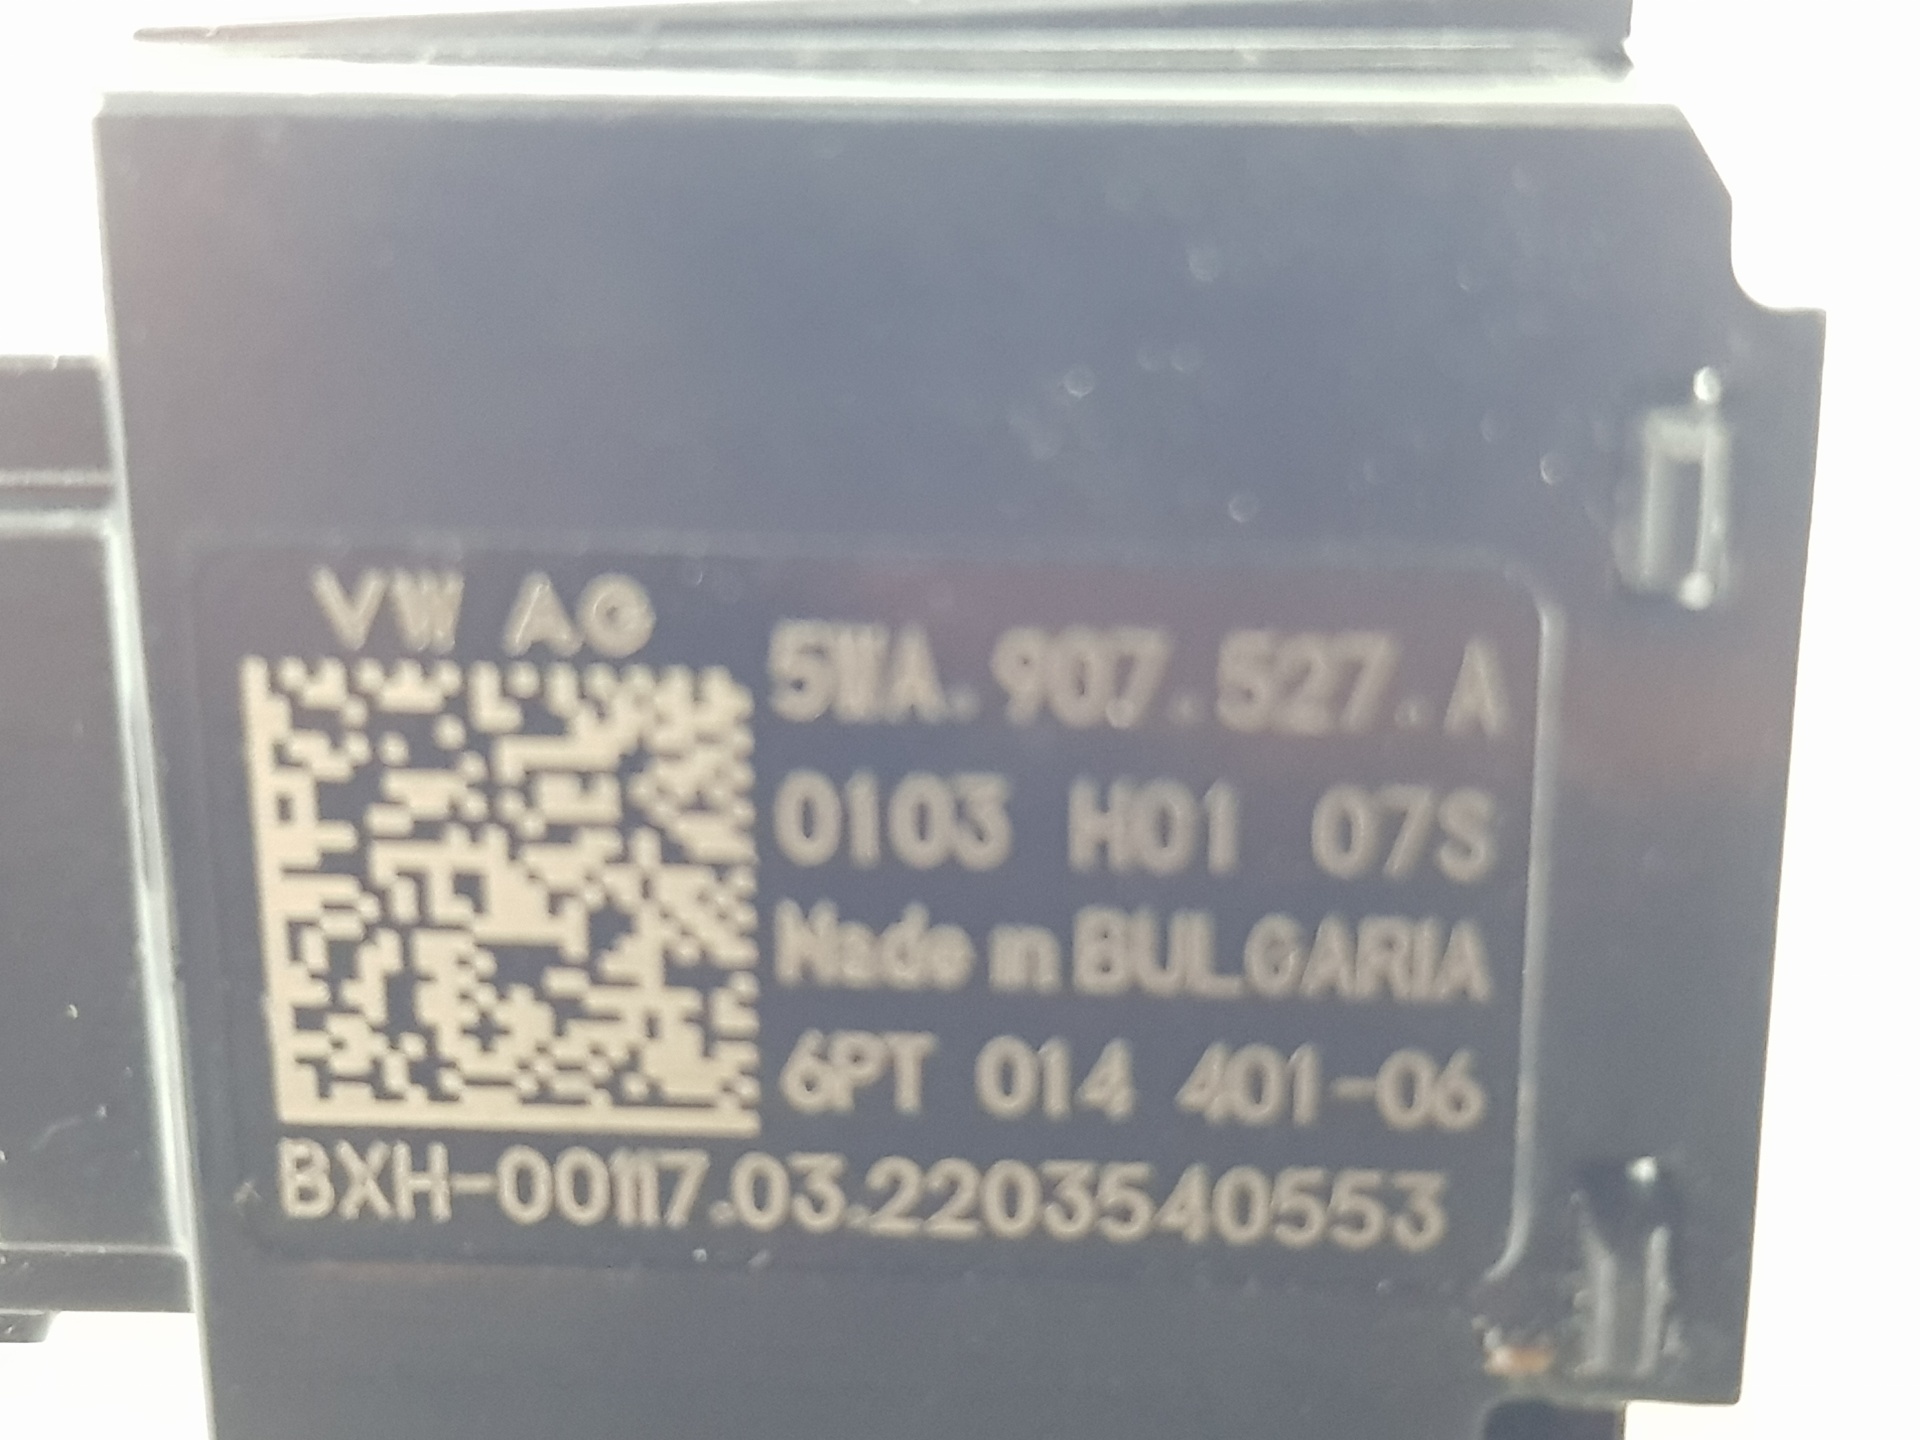 VW AG
5WA.907.527.A
0103 H01 07S
Made in BULGARIA
6PT 014 401-06
BXH-00117.03.2203540553